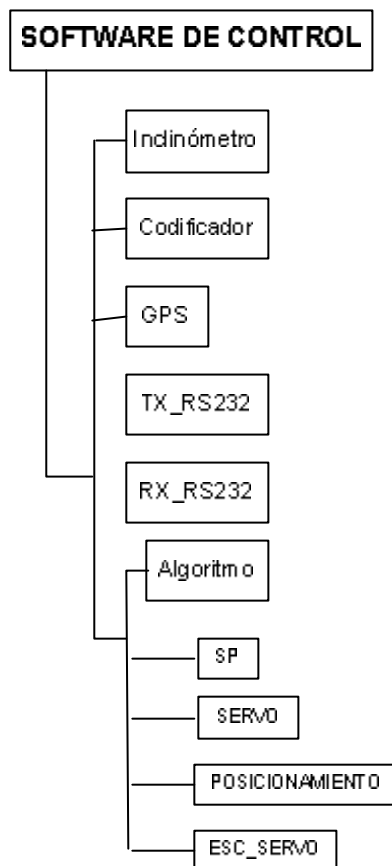 SOFTWARE DE CONTROL
Inclinómetro
Codificador
GPS
TX_RS232
RX_RS232
Algoritmo
SP
SERVO
POSICIONAMIENTO
ESC_SERVO